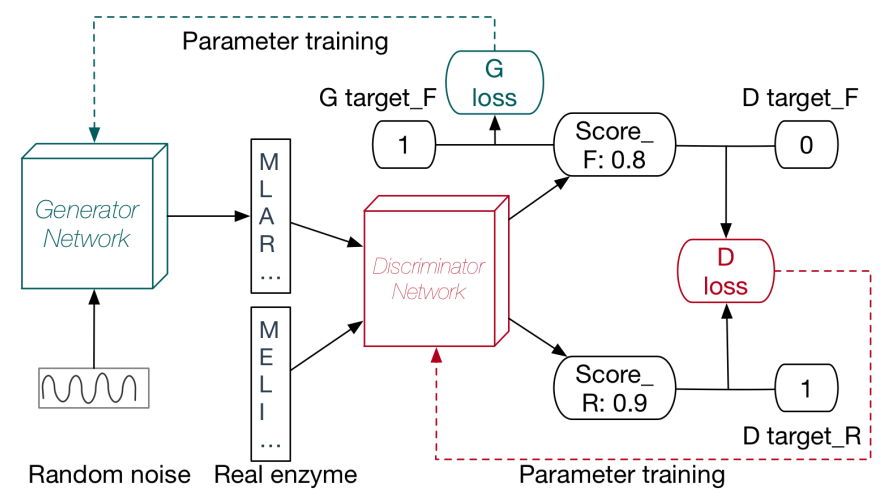 Parameter training
G
loss
G target_F
D target_F
1
Score_
F: 0.8
0
M
L
A
R
...
Generator
Network
Discriminator
Network
D
loss
M
E
L
I
...
Score_
R: 0.9
1
D target_R
Random noise
Real enzyme
Parameter training